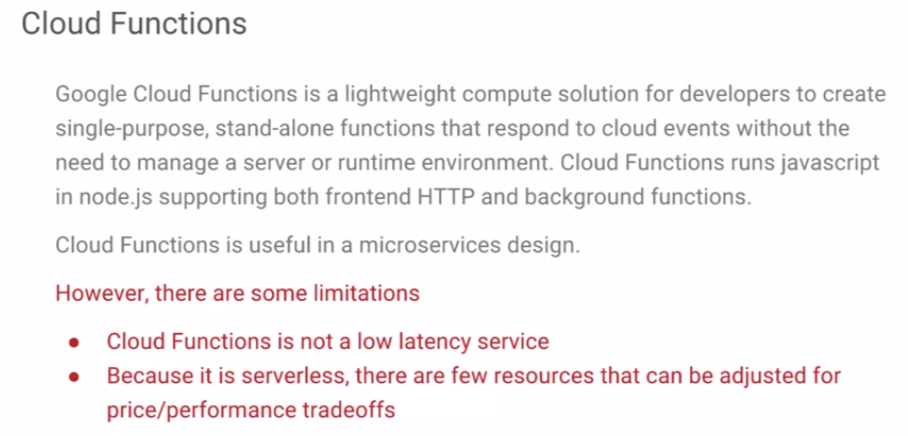 Cloud Functions
Google Cloud Functions is a lightweight compute solution for developers to create
single-purpose, stand-alone functions that respond to cloud events without the
need to manage a server or runtime environment. Cloud Functions runs javascript
in node.js supporting both frontend HTTP and background functions.
Cloud Functions is useful in a microservices design.
However, there are some limitations
● Cloud Functions is not a low latency service
● Because it is serverless, there are few resources that can be adjusted for
price/performance tradeoffs